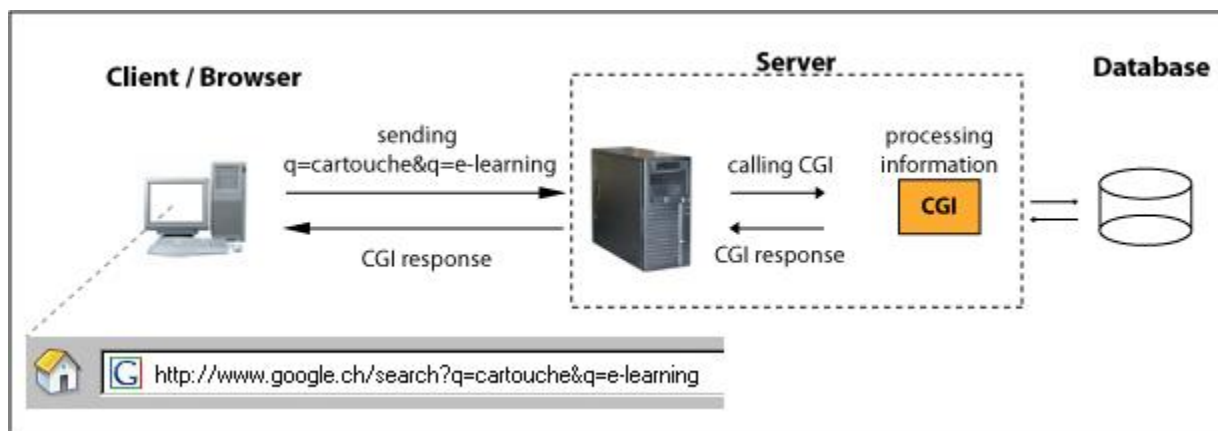 Client / Browser
Server
Database
sending
q=cartouche&q=e-learning
CGI response
calling CGI
CGI response
processing
information
CGI
G
http://www.google.ch/search?q=cartouche&q=e-learning